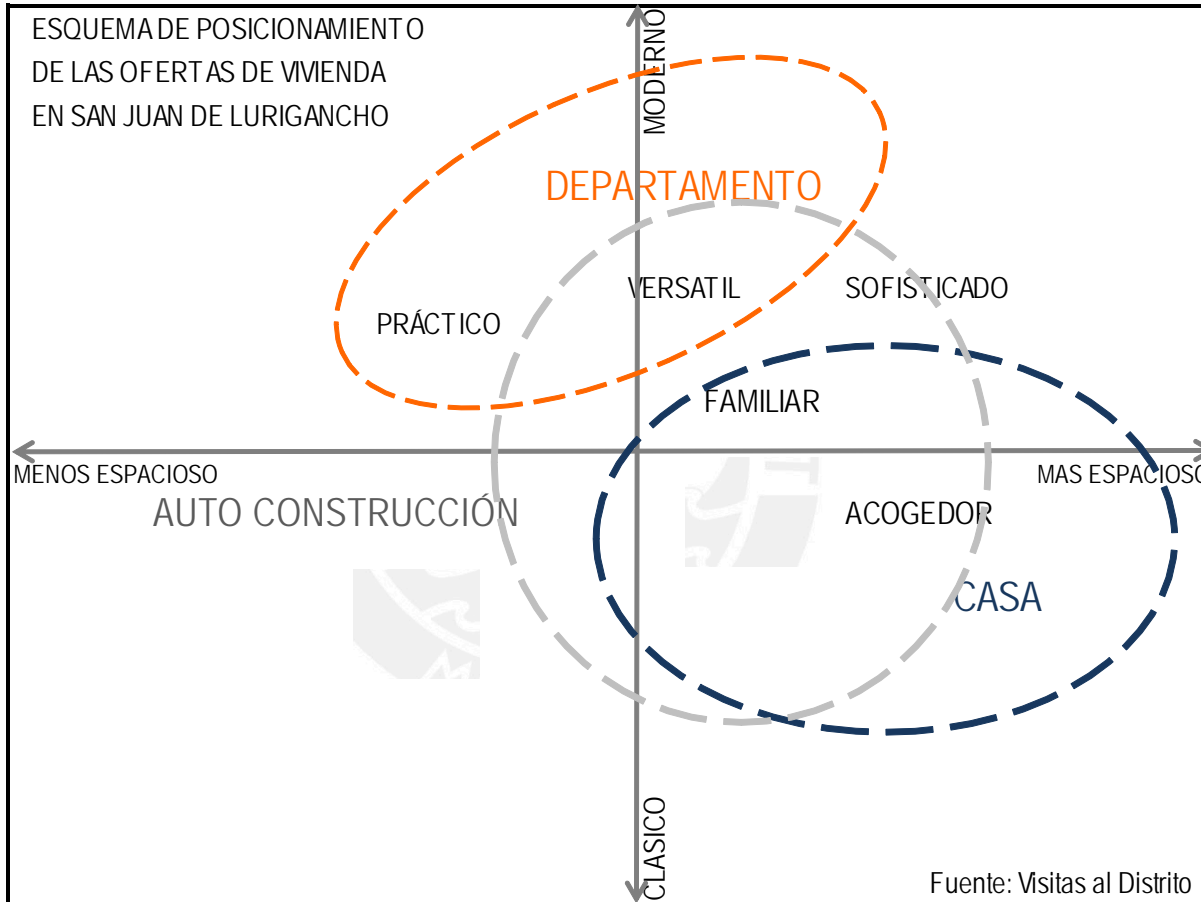 ESQUEMA DE POSICIONAMIENTO
DE LAS OFERTAS DE VIVIENDA
EN SAN JUAN DE LURIGANCHO
MODERNO
DEPARTAMENTO
VERSATIL
SOFISTICADO
PRÁCTICO
FAMILIAR
MENOS ESPACIOSO
MAS ESPACIOSO
AUTO CONSTRUCCIÓN
ACOGEDOR
CASA
CLASICO
Fuente: Visitas al Distrito